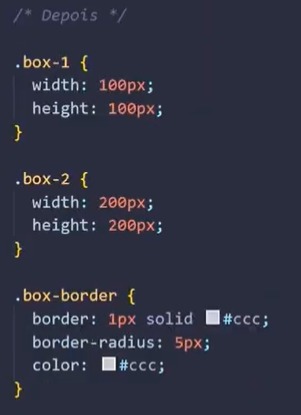 /* Depois */
.box-1 {
width: 100px;
height: 100px;
}
.box-2 {
width: 200px;
height: 200px;
}
.box-border {
border: 1px solid #ccc;
border-radius: 5px;
color: #ccc;
}